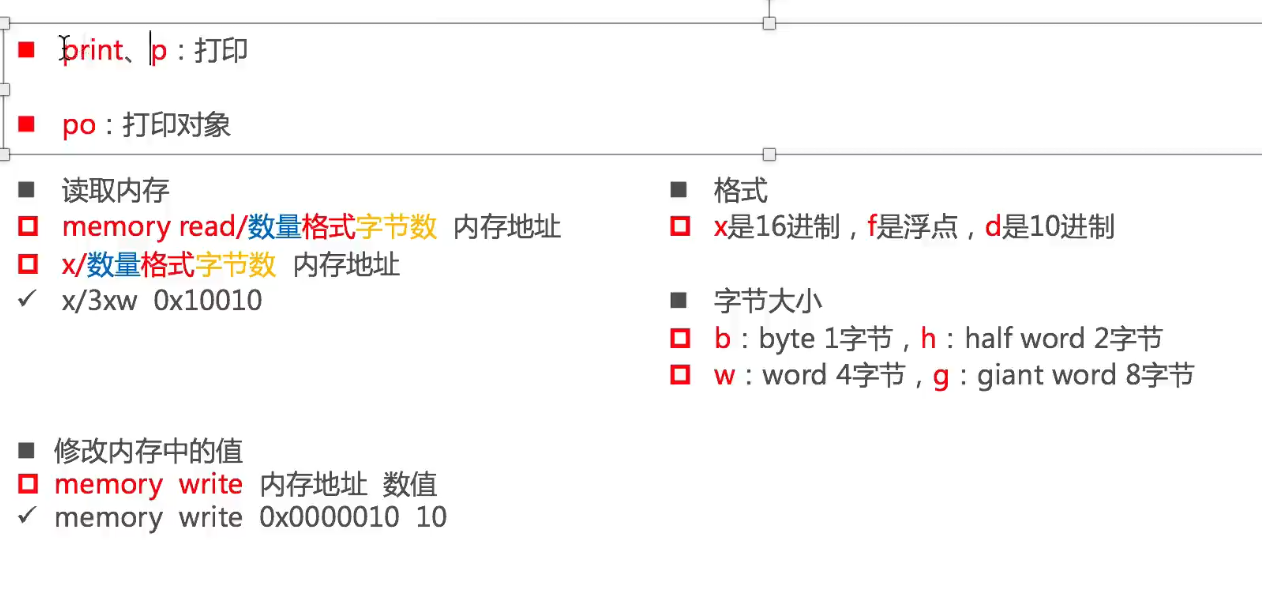 print、p：打印
po：打印对象
读取内存
memory read/数量格式字节数 内存地址
x/数量格式字节数 内存地址
x/3xw 0x10010
格式
x是16进制，f是浮点，d是10进制
字节大小
b：byte 1字节，h：half word 2字节
w：word 4字节，g：giant word 8字节
修改内存中的值
memory write 内存地址 数值
memory write 0x0000010 10